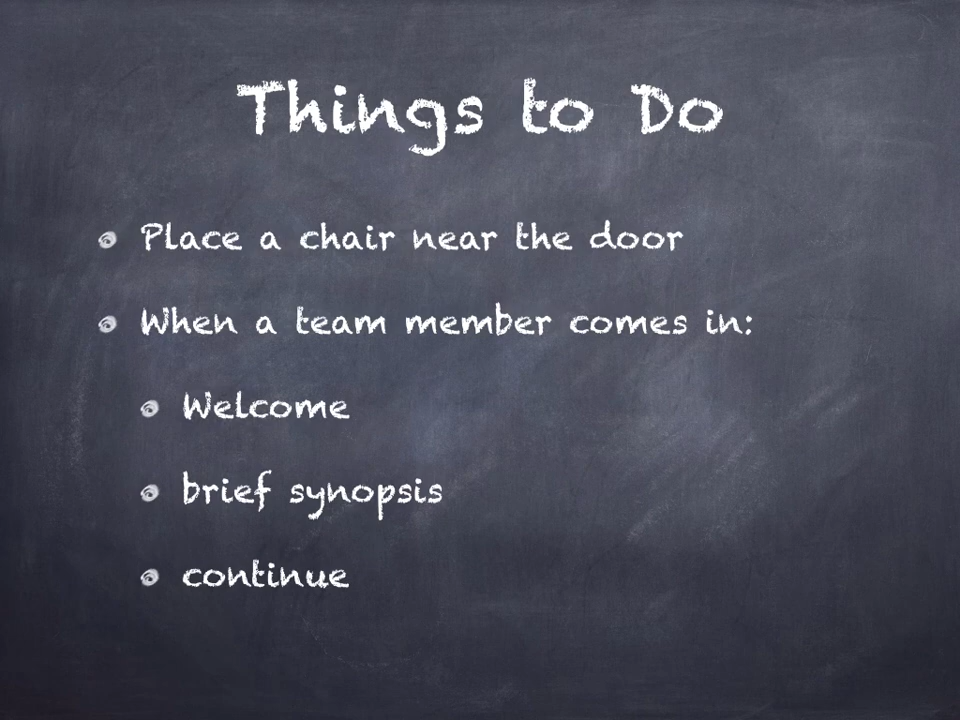 Things to Do
Place a chair near the door
When a team member comes in:
Welcome
brief synopsis
continue